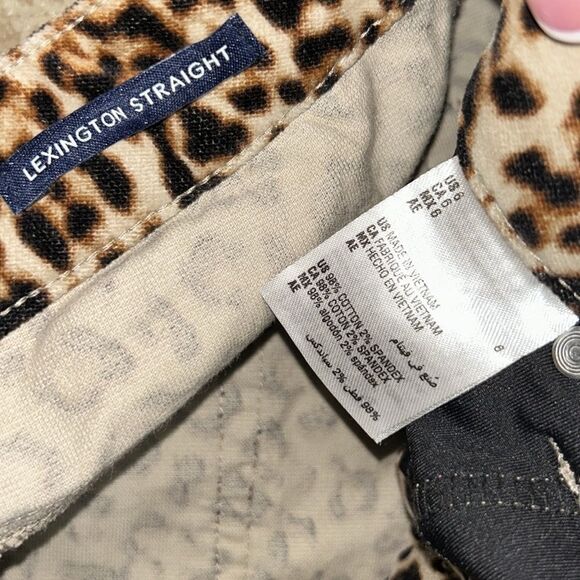 LEXINGTON STRAIGHT
US 6
CA 6
MX 6
AE
US MADE IN VIETNAM
CA FABRIQUÉ AU VIETNAM
MX HECHO EN VIETNAM
AE
صنع في فيتنام
US 98% COTTON 2% SPANDEX
CA 98% COTON 2% SPANDEX
MX 98% algodón 2% spandex
AE
98% قطن 2% سباندكس